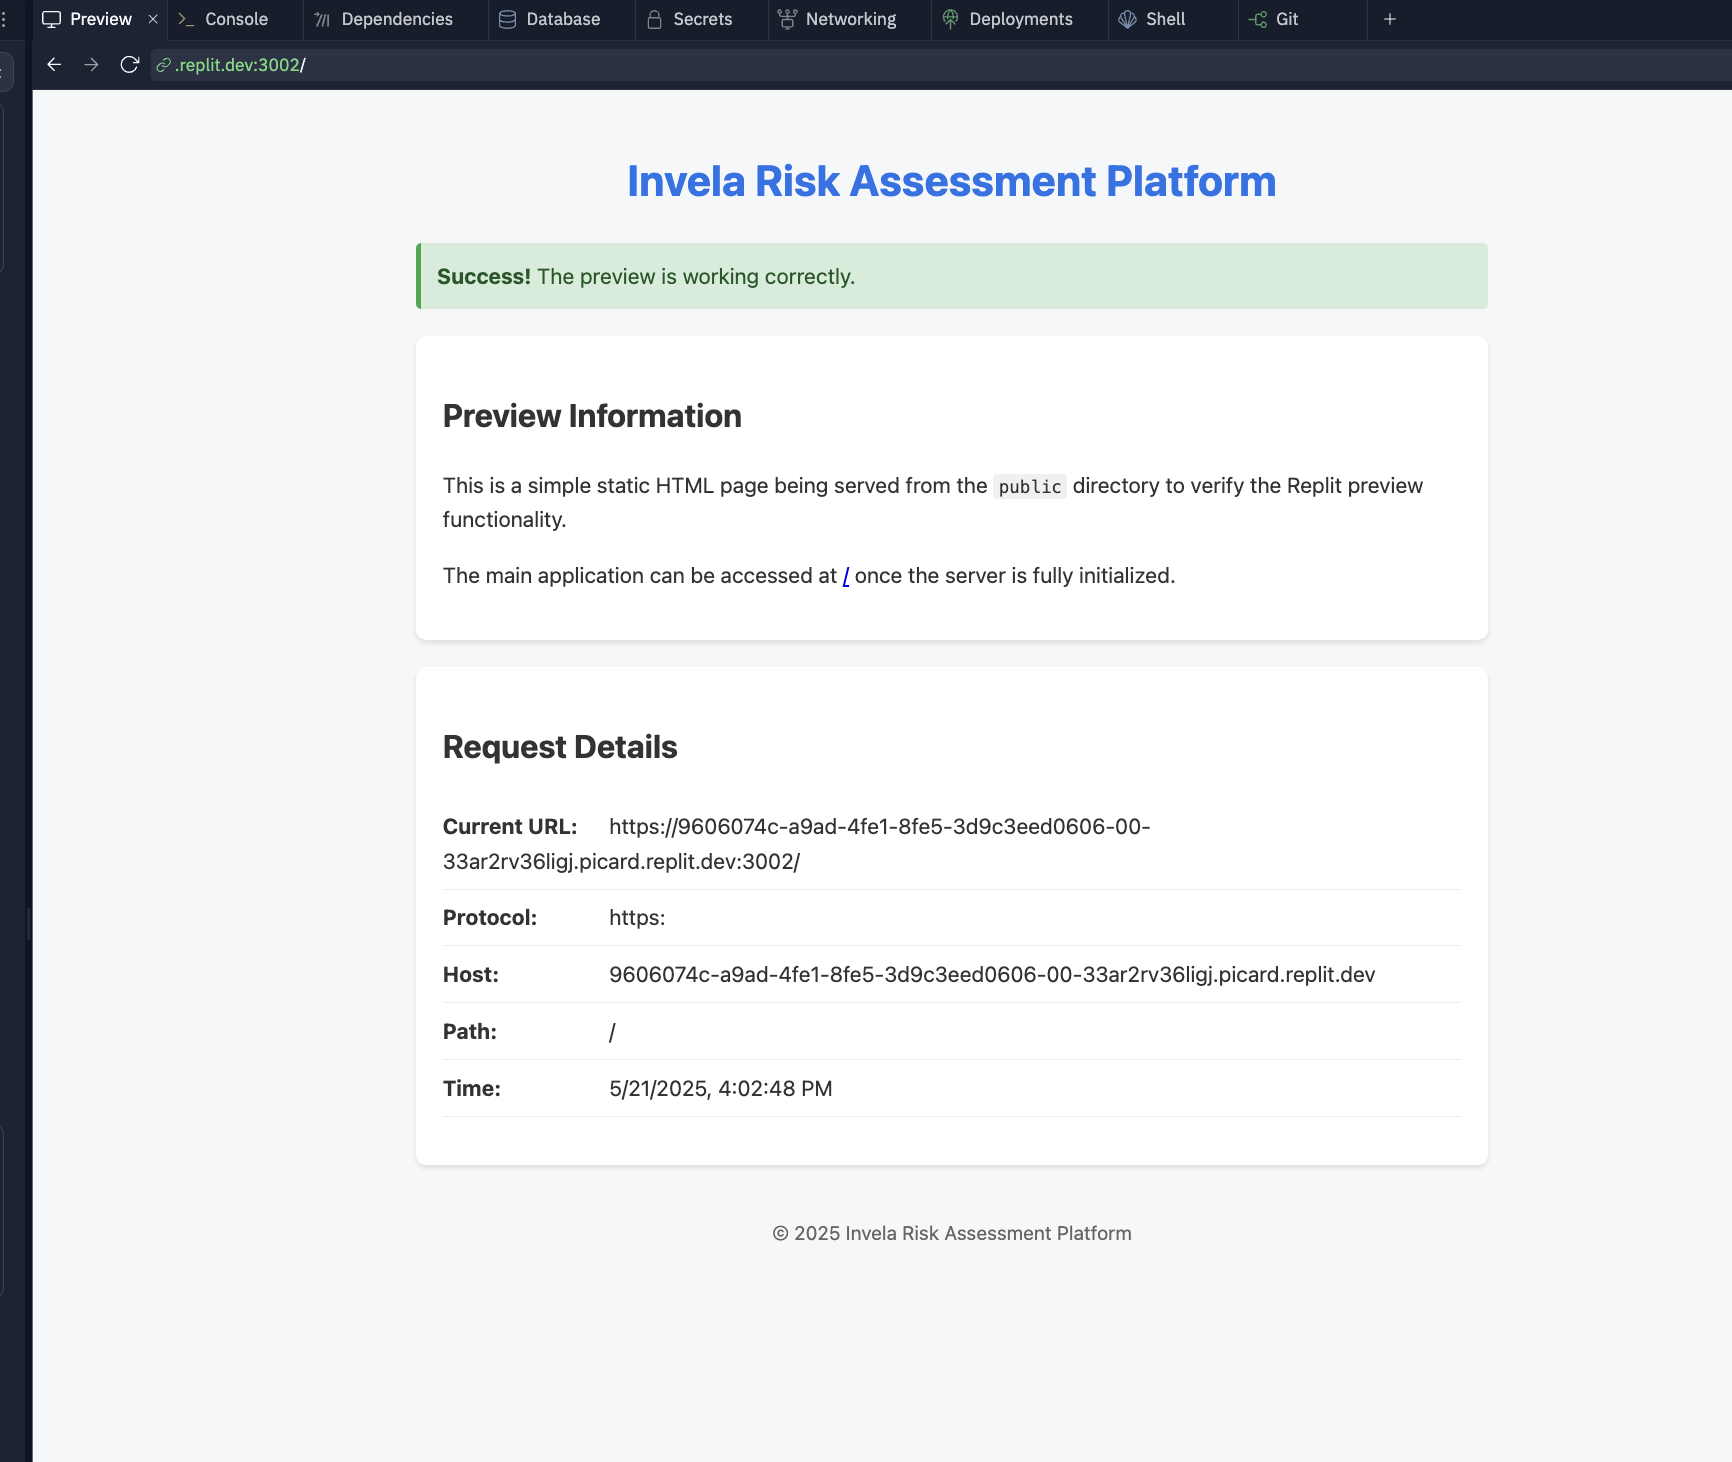 Preview × Console Dependencies Database Secrets Networking Deployments Shell Git +
.replit.dev:3002/
Invela Risk Assessment Platform
Success! The preview is working correctly.
Preview Information
This is a simple static HTML page being served from the public directory to verify the Replit preview
functionality.
The main application can be accessed at / once the server is fully initialized.
Request Details
Current URL: https://9606074c-a9ad-4fe1-8fe5-3d9c3eed0606-00-
33ar2rv36ligj.picard.replit.dev:3002/
Protocol: https:
Host: 9606074c-a9ad-4fe1-8fe5-3d9c3eed0606-00-33ar2rv36ligj.picard.replit.dev
Path: /
Time: 5/21/2025, 4:02:48 PM
© 2025 Invela Risk Assessment Platform